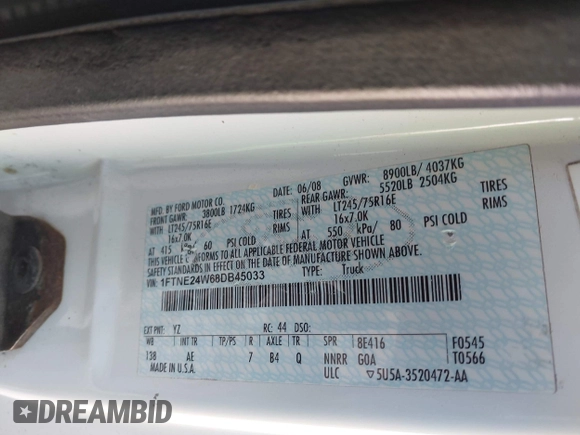 MFD. BY FORD MOTOR CO. 06/08 GVWR: 8900LB/ 4037KG
FRONT GAWR: 3800LB 1724KG REAR GAWR: 5520LB 2504KG
WITH LT245/75R16E TIRES WITH LT245/75R16E TIRES
16x7.0K RIMS 16x7.0K RIMS
AT 415 kPa/ 60 PSI COLD AT 550 kPa/ 80 PSI COLD
THIS VEHICLE CONFORMS TO ALL APPLICABLE FEDERAL MOTOR VEHICLE
SAFETY STANDARDS IN EFFECT ON THE DATE OF MANUFACTURE SHOWN ABOVE.
VIN: 1FTNE24W68DB45033 TYPE: Truck
EXT PNT: YZ RC: 44 DSO:
WB INT TR TP/PS R AXLE TR SPR 8E416 F0545
138 AE 7 B4 Q NNRR GOA T0566
MADE IN U.S.A. ULC ▽5U5A-3520472-AA
DREAMBID